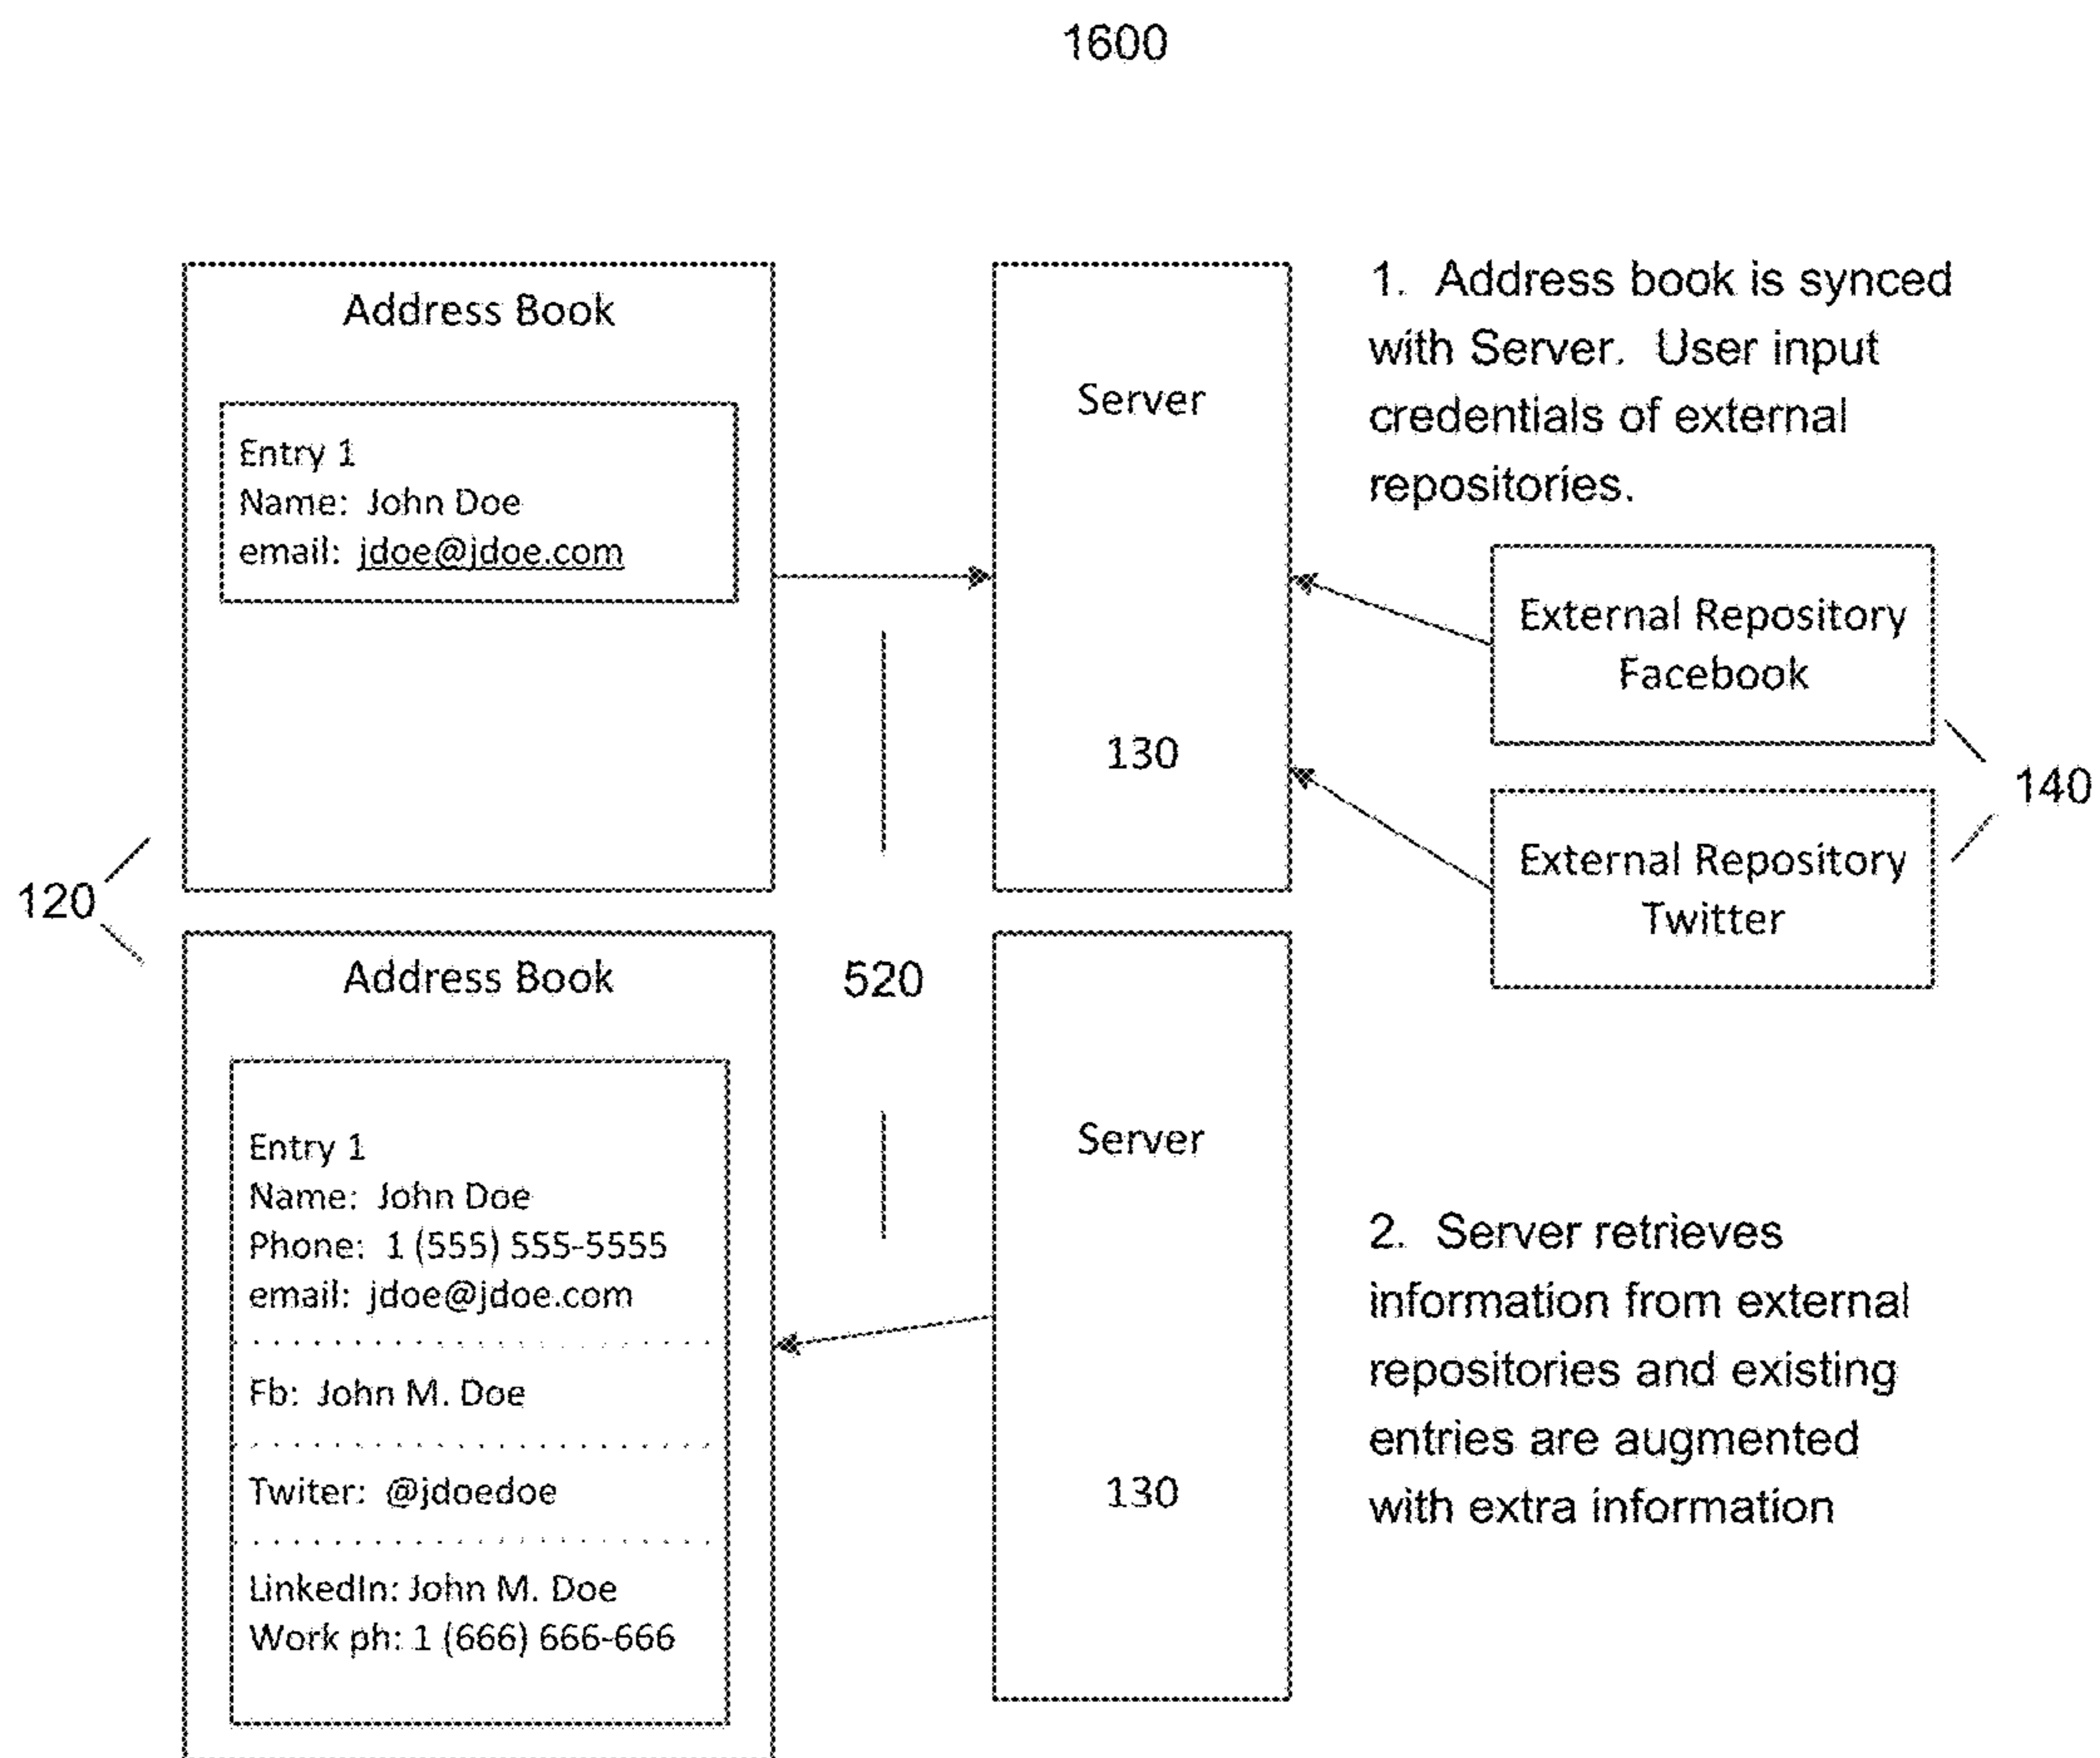 1600
Address Book
Entry 1
Name: John Doe
email: jdoe@jdoe.com
Server
130
1. Address book is synced
with Server. User input
credentials of external
repositories.
External Repository
Facebook
External Repository
Twitter
140
120
520
Address Book
Entry 1
Name: John Doe
Phone: 1 (555) 555-5555
email: jdoe@jdoe.com
Fb: John M. Doe
Twiter: @jdoedoe
LinkedIn: John M. Doe
Work ph: 1 (666) 666-666
Server
130
2. Server retrieves
information from external
repositories and existing
entries are augmented
with extra information